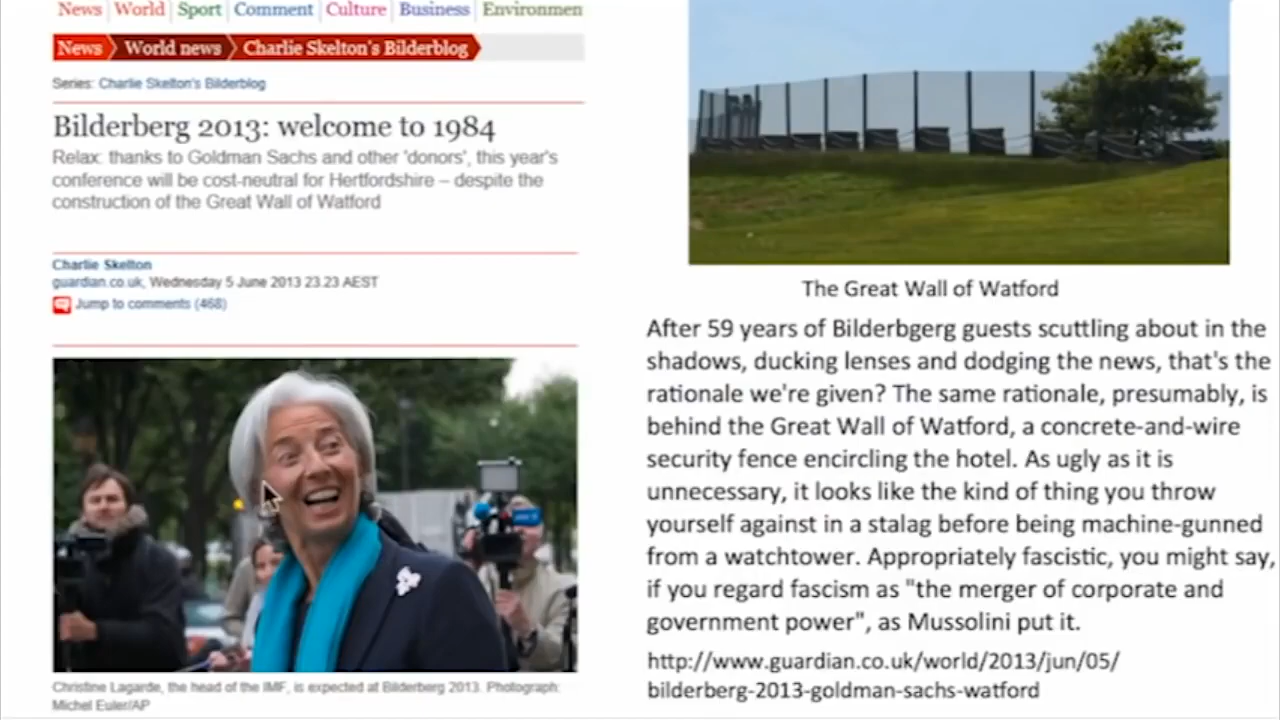 News World Sport Comment Culture Business Environmen
News World news Charlie Skelton's Bilderblog
Series: Charlie Skelton's Bilderblog
Bilderberg 2013: welcome to 1984
Relax: thanks to Goldman Sachs and other 'donors', this year's
conference will be cost-neutral for Hertfordshire – despite the
construction of the Great Wall of Watford
Charlie Skelton
guardian.co.uk, Wednesday 5 June 2013 23.23 AEST
Jump to comments (468)
Christine Lagarde, the head of the IMF, is expected at Bilderberg 2013. Photograph:
Michel Euler/AP
The Great Wall of Watford
After 59 years of Bilderbgerg guests scuttling about in the
shadows, ducking lenses and dodging the news, that's the
rationale we're given? The same rationale, presumably, is
behind the Great Wall of Watford, a concrete-and-wire
security fence encircling the hotel. As ugly as it is
unnecessary, it looks like the kind of thing you throw
yourself against in a stalag before being machine-gunned
from a watchtower. Appropriately fascistic, you might say,
if you regard fascism as "the merger of corporate and
government power", as Mussolini put it.
http://www.guardian.co.uk/world/2013/jun/05/
bilderberg-2013-goldman-sachs-watford